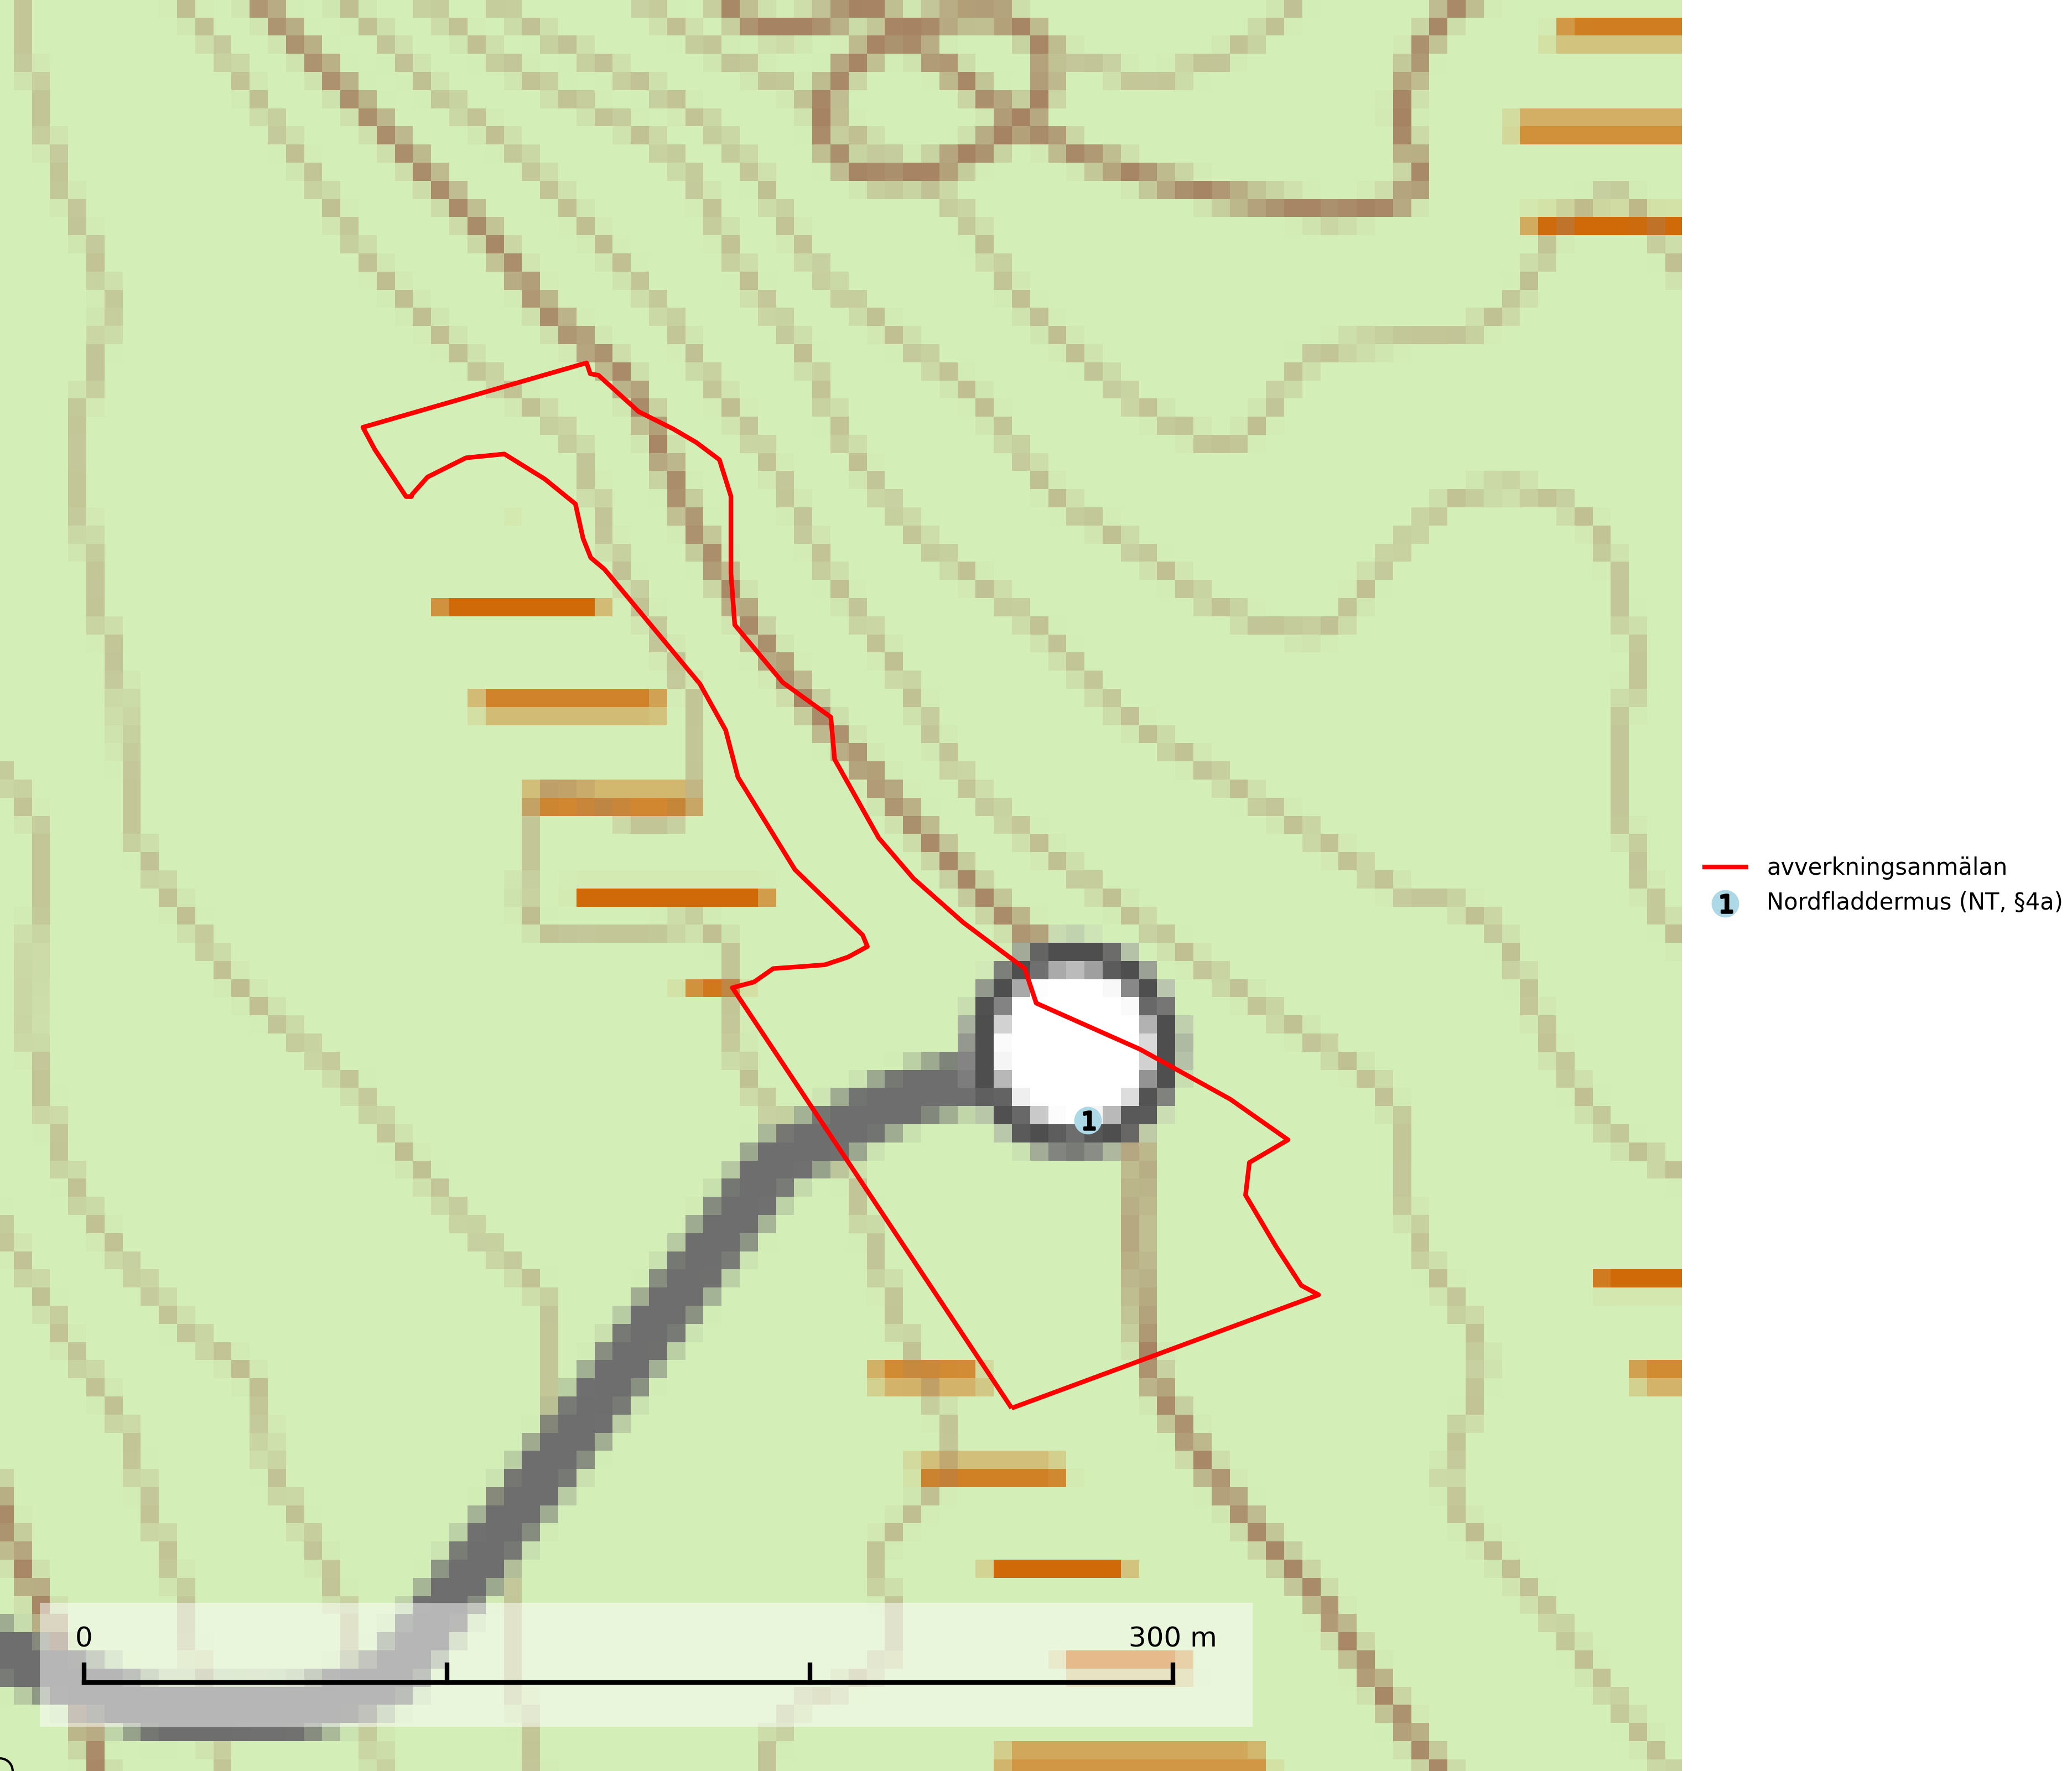 avverkningsanmälan
1 Nordfladdermus (NT, §4a)
1
0 300 m